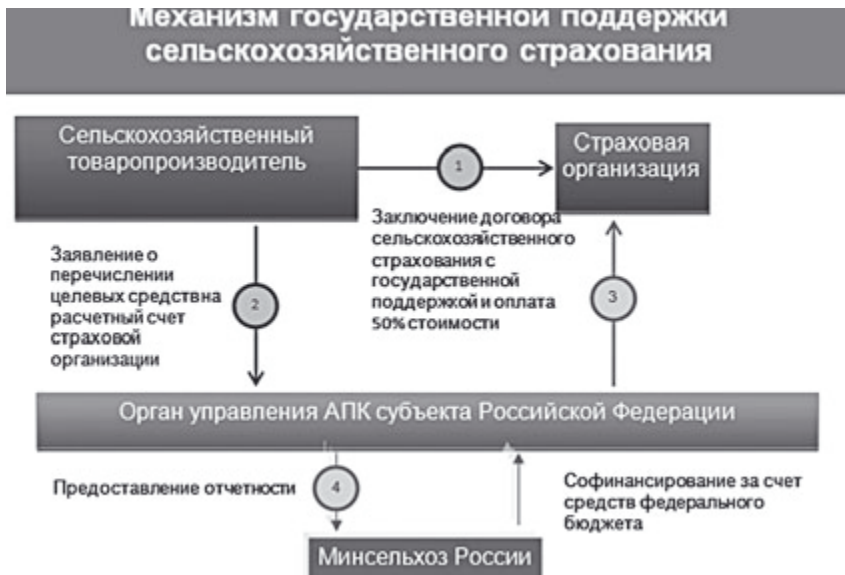 Механизм государственной поддержки
сельскохозяйственного страхования
Сельскохозяйственный
товаропроизводитель
1
Страховая
организация
Заключение договора
сельскохозяйственного
страхования с
государственной
поддержкой и оплата
50% стоимости
Заявление о
перечислении
целевых средств на
расчетный счет
страховой
организации
2
3
Орган управления АПК субъекта Российской Федерации
Предоставление отчетности
4
Софинансирование за счет
средств федерального
бюджета
Минсельхоз России